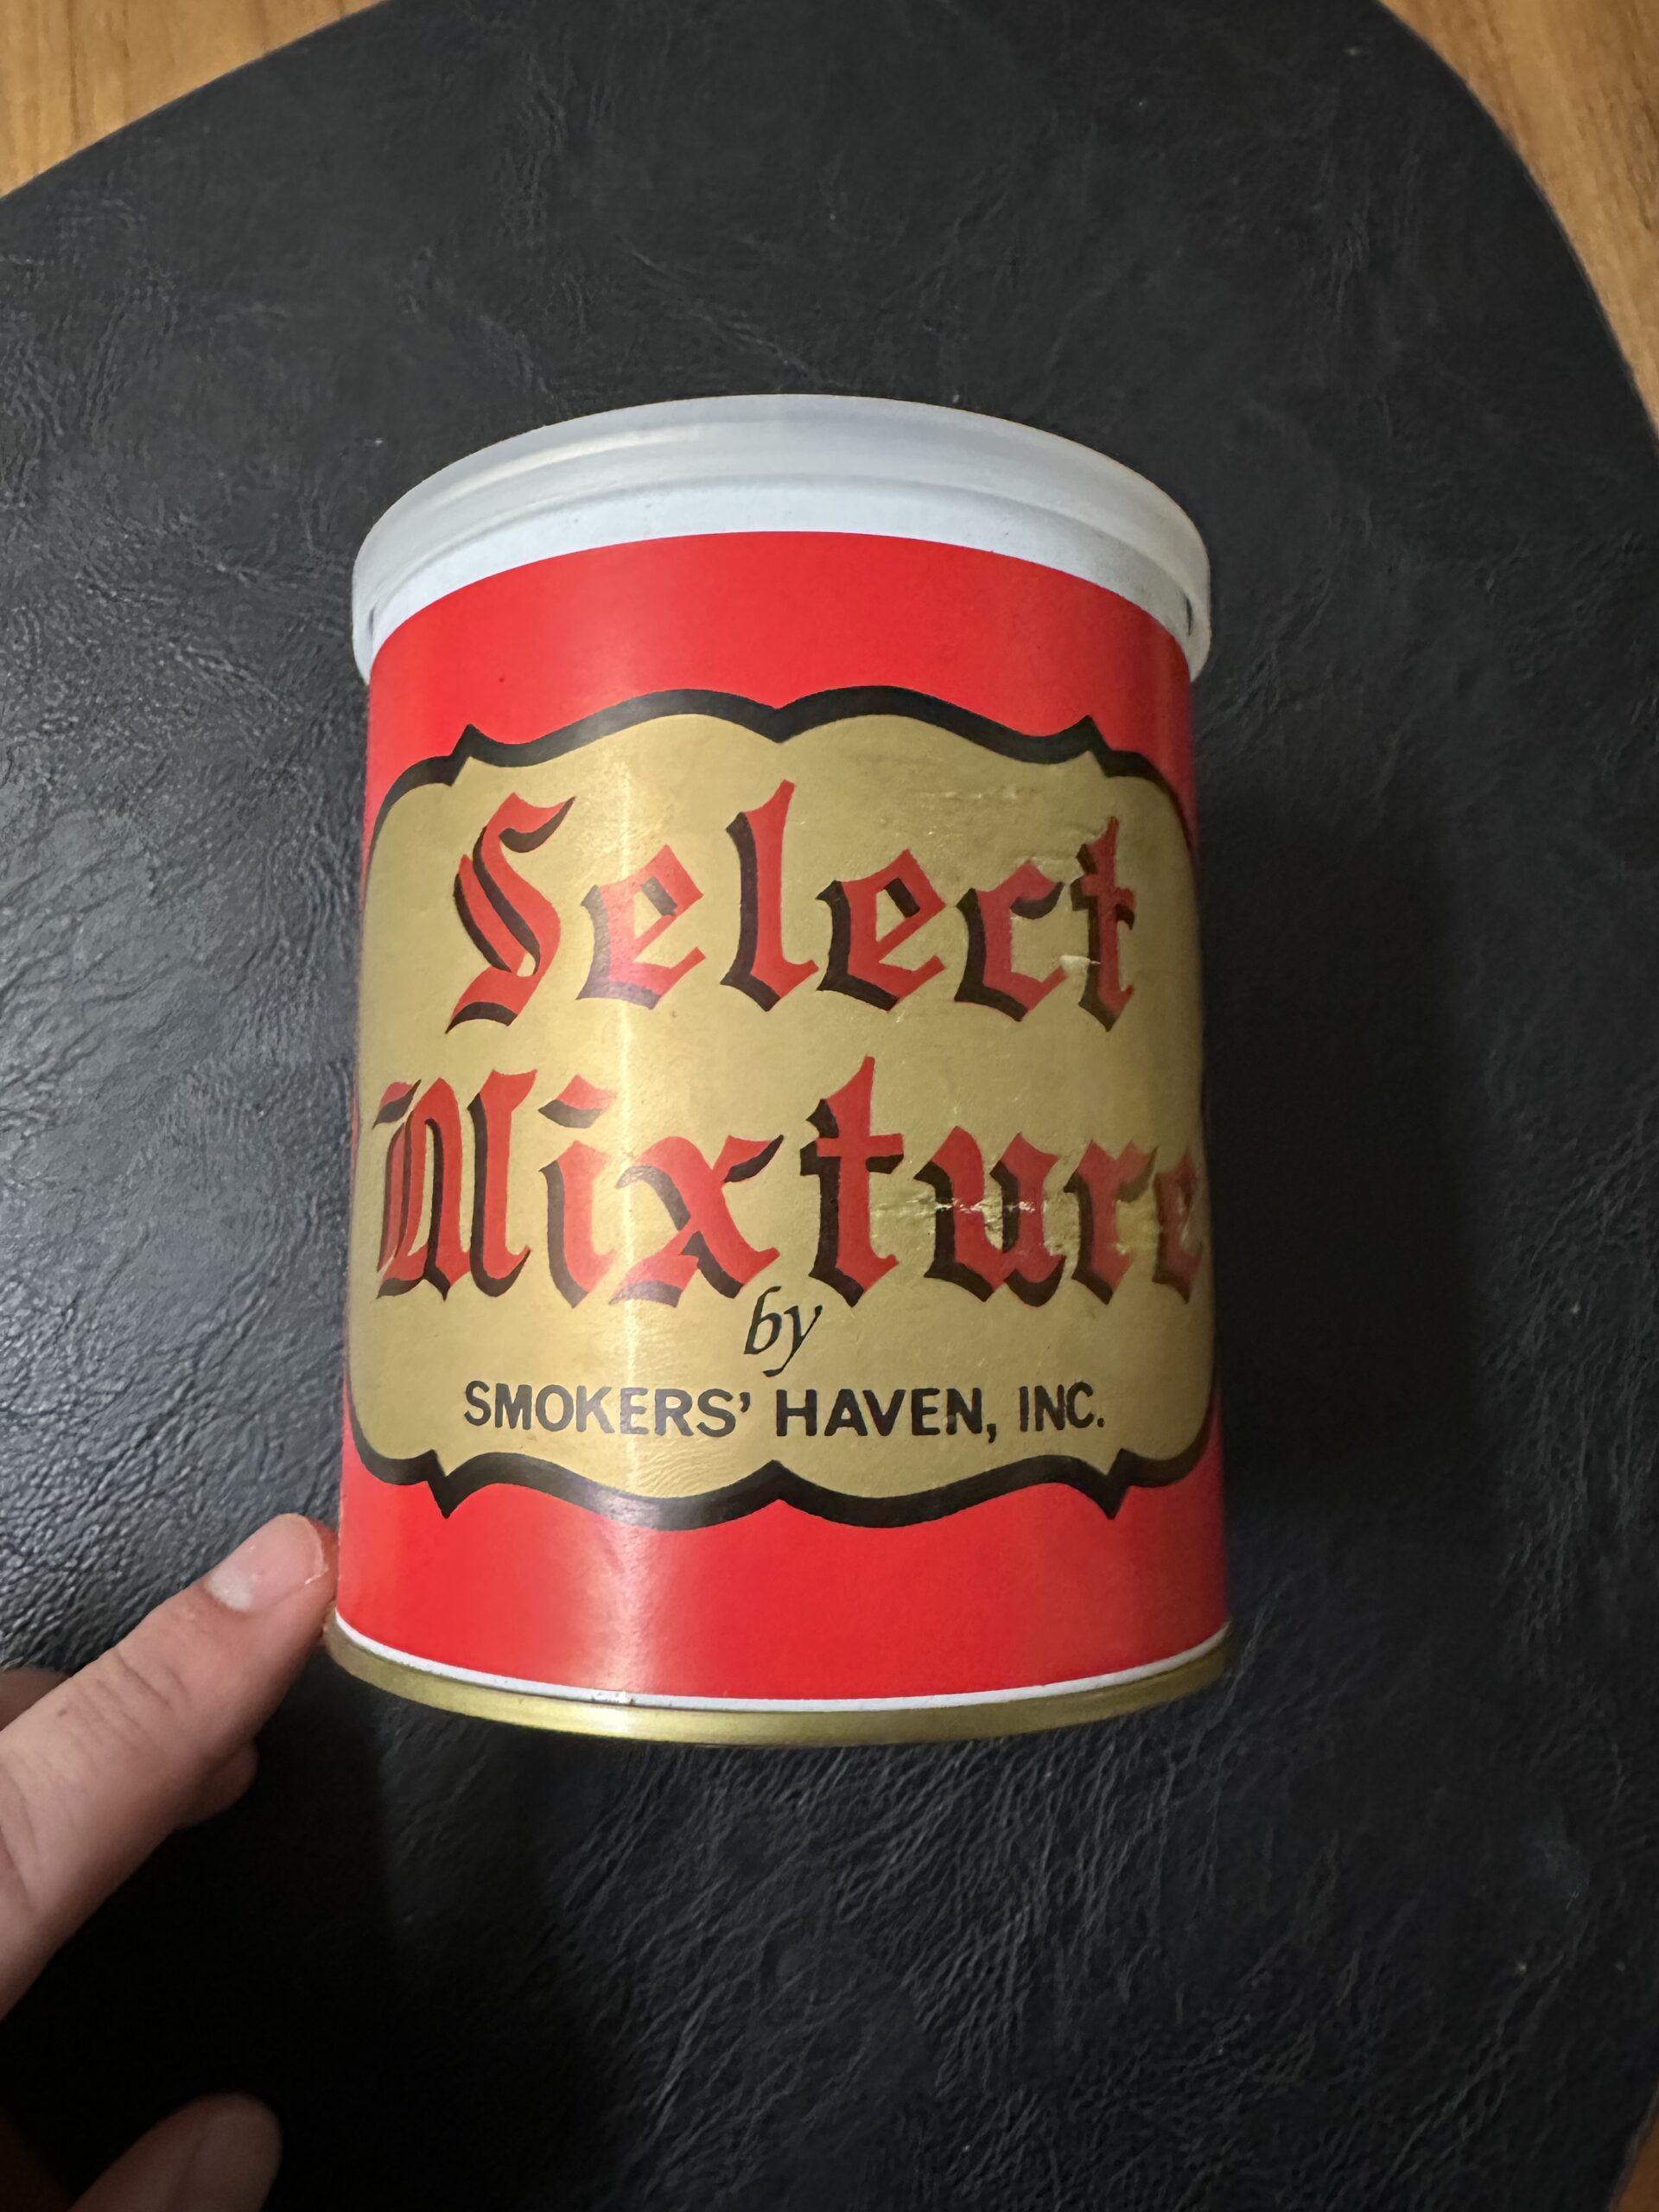 Select
Mixture
by
SMOKERS' HAVEN, INC.